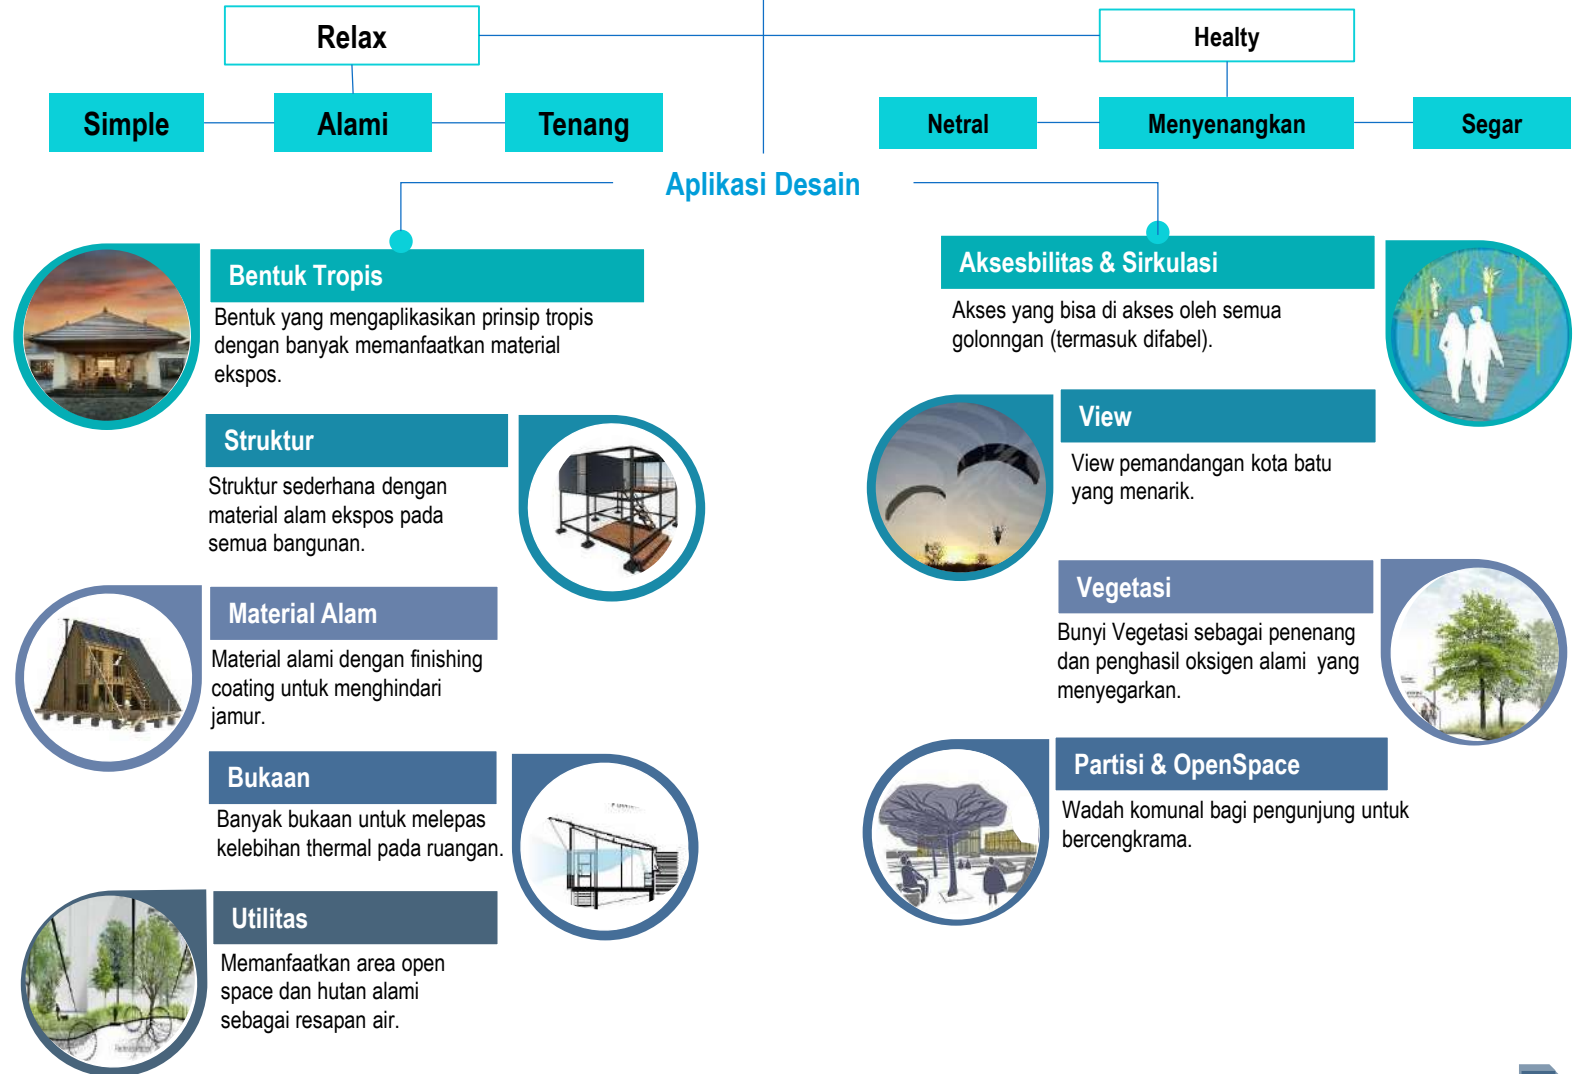 Relax
Healty
Simple
Alami
Tenang
Netral
Menyenangkan
Segar
Aplikasi Desain
Bentuk Tropis
Bentuk yang mengaplikasikan prinsip tropis
dengan banyak memanfaatkan material
ekspos.
Struktur
Struktur sederhana dengan
material alam ekspos pada
semua bangunan.
Material Alam
Material alami dengan finishing
coating untuk menghindari
jamur.
Bukaan
Banyak bukaan untuk melepas
kelebihan thermal pada ruangan.
Utilitas
Memanfaatkan area open
space dan hutan alami
sebagai resapan air.
Aksesbilitas & Sirkulasi
Akses yang bisa di akses oleh semua
golonngan (termasuk difabel).
View
View pemandangan kota batu
yang menarik.
Vegetasi
Bunyi Vegetasi sebagai penenang
dan penghasil oksigen alami  yang
menyegarkan.
Partisi & OpenSpace
Wadah komunal bagi pengunjung untuk
bercengkrama.